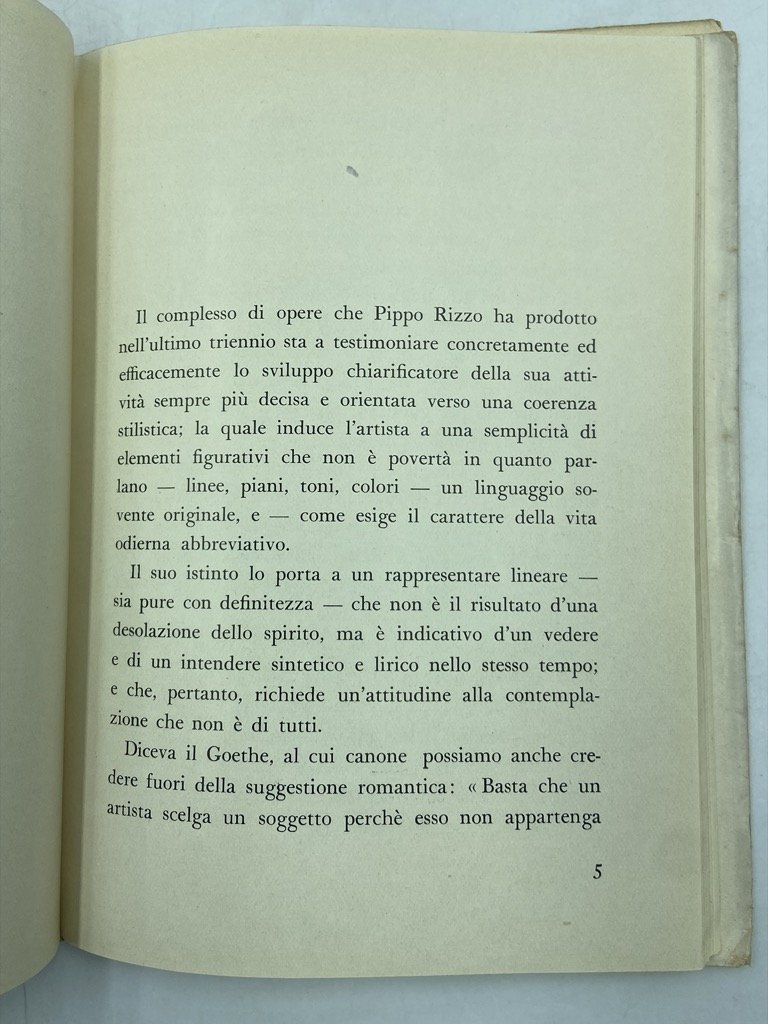 Il complesso di opere che Pippo Rizzo ha prodotto
nell'ultimo triennio sta a testimoniare concretamente ed
efficacemente lo sviluppo chiarificatore della sua atti-
vità sempre più decisa e orientata verso una coerenza
stilistica; la quale induce l'artista a una semplicità di
elementi figurativi che non è povertà in quanto par-
lano — linee, piani, toni, colori — un linguaggio so-
vente originale, e — come esige il carattere della vita
odierna abbreviativo.
Il suo istinto lo porta a un rappresentare lineare —
sia pure con definitezza — che non è il risultato d'una
desolazione dello spirito, ma è indicativo d'un vedere
e di un intendere sintetico e lirico nello stesso tempo;
e che, pertanto, richiede un'attitudine alla contempla-
zione che non è di tutti.
Diceva il Goethe, al cui canone possiamo anche cre-
dere fuori della suggestione romantica: « Basta che un
artista scelga un soggetto perchè esso non appartenga
5